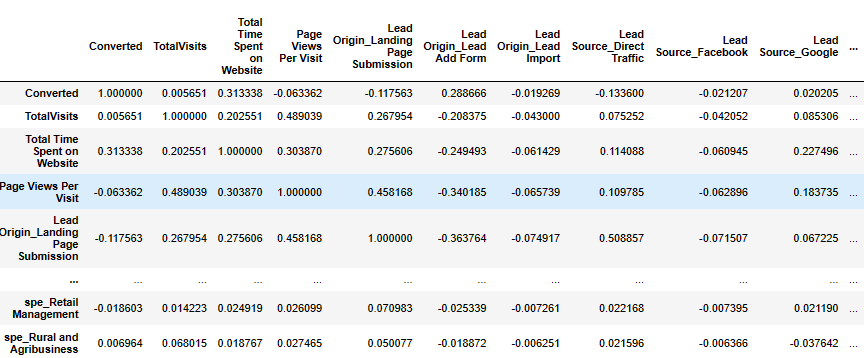 Converted TotalVisits Total Time Spent on Website Page Views Per Visit Lead Origin_Landing Page Submission Lead Origin_Lead Add Form Lead Origin_Lead Import Lead Source_Direct Traffic Lead Source_Facebook Lead Source_Google ...
Converted 1.000000 0.005651 0.313338 -0.063362 -0.117563 0.288666 -0.019269 -0.133600 -0.021207 0.020205 ...
TotalVisits 0.005651 1.000000 0.202551 0.489039 0.267954 -0.208375 -0.043000 0.075252 -0.042052 0.085306 ...
Total Time Spent on Website 0.313338 0.202551 1.000000 0.303870 0.275606 -0.249493 -0.061429 0.114088 -0.060945 0.227496 ...
Page Views Per Visit -0.063362 0.489039 0.303870 1.000000 0.458168 -0.340185 -0.065739 0.109785 -0.062896 0.183735 ...
Lead Origin_Landing Page Submission -0.117563 0.267954 0.275606 0.458168 1.000000 -0.363764 -0.074917 0.508857 -0.071507 0.067225 ...
... ... ... ... ... ... ... ... ... ... ... ...
spe_Retail Management -0.018603 0.014223 0.024919 0.026099 0.070983 -0.025339 -0.007261 0.022168 -0.007395 0.021190 ...
spe_Rural and Agribusiness 0.006964 0.068015 0.018767 0.027465 0.050077 -0.018872 -0.006251 0.021596 -0.006366 -0.037642 ...